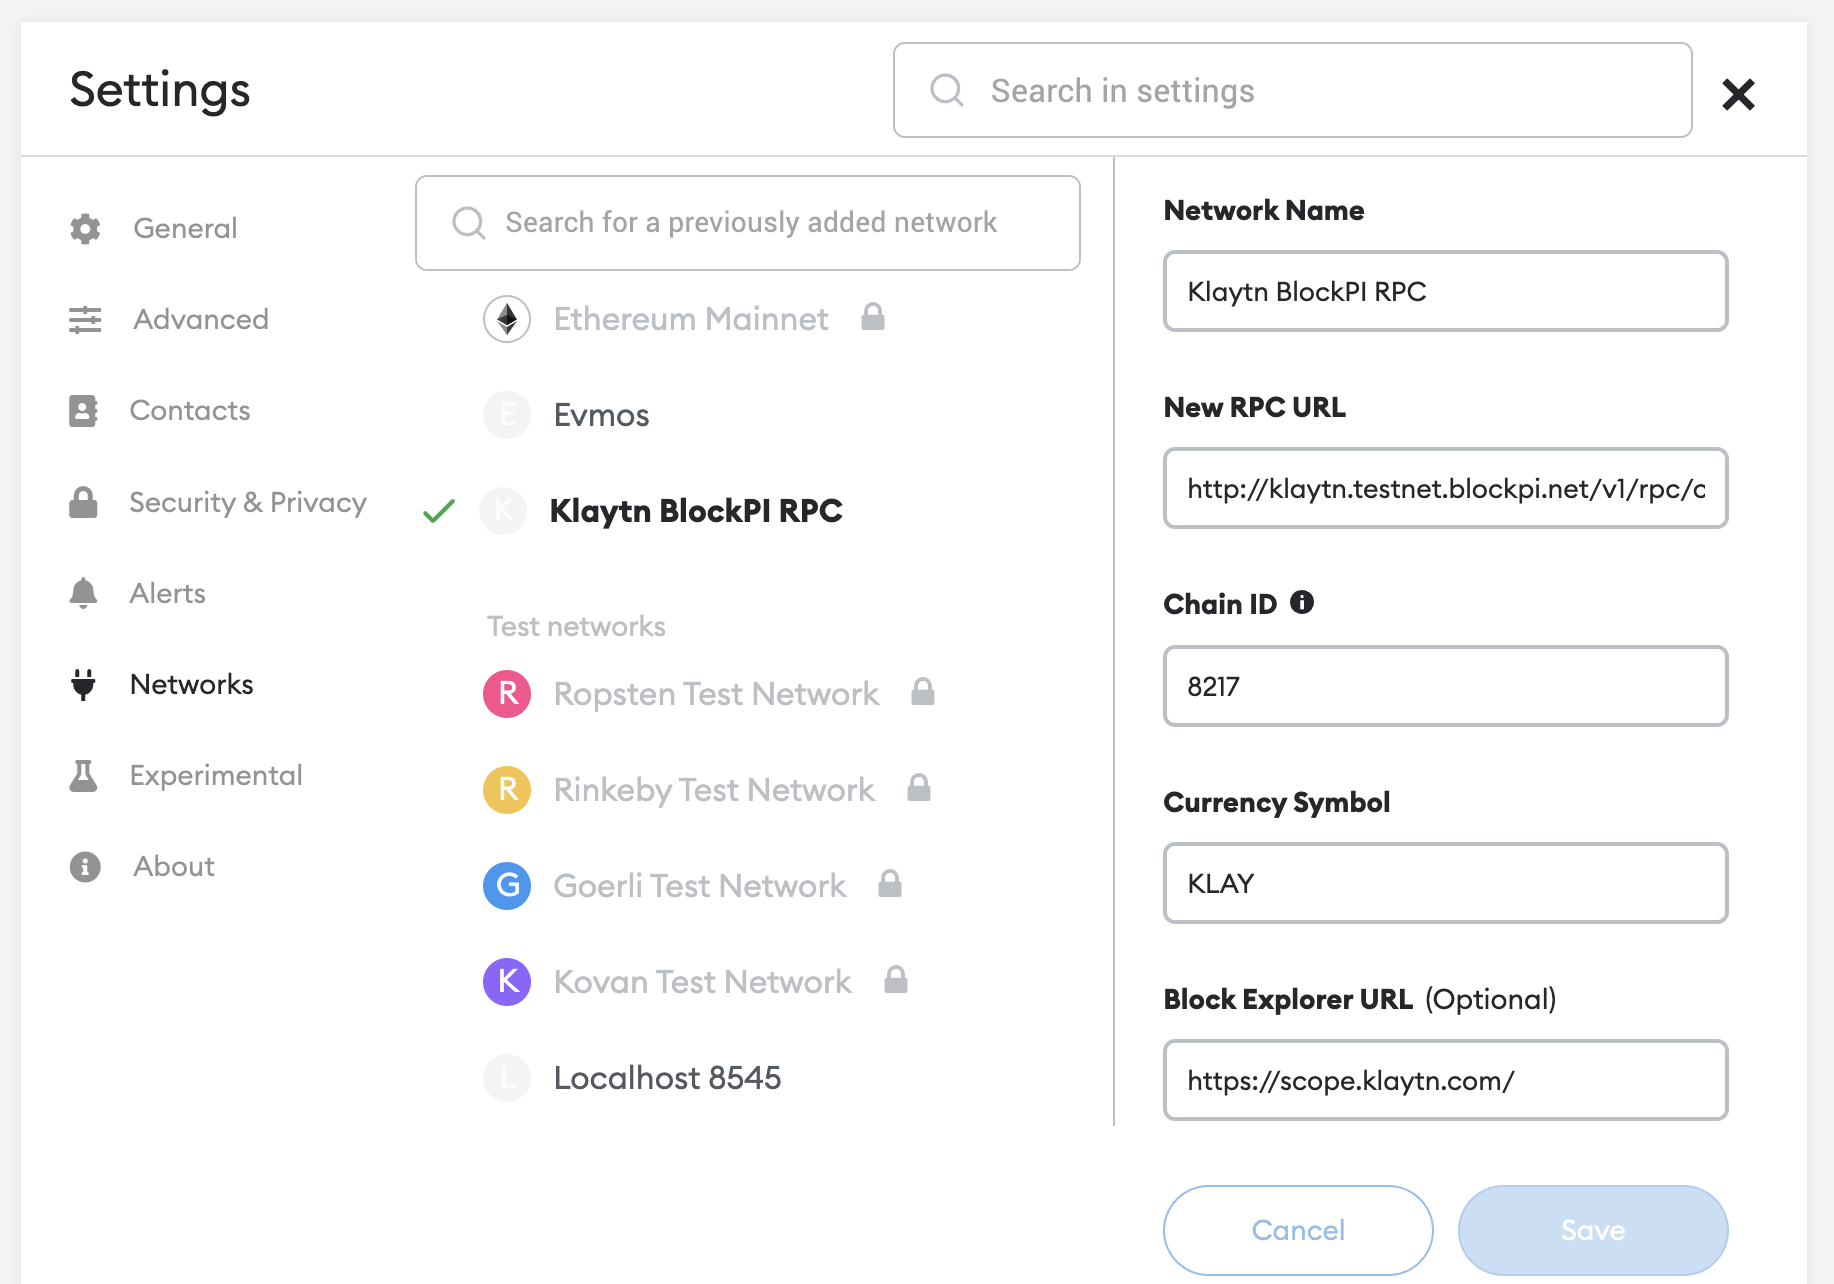 Settings
Search in settings
General
Advanced
Contacts
Security & Privacy
Alerts
Networks
Experimental
About
Search for a previously added network
Ethereum Mainnet
E
Evmos
K
Klaytn BlockPI RPC
Test networks
R
Ropsten Test Network
R
Rinkeby Test Network
G
Goerli Test Network
K
Kovan Test Network
L
Localhost 8545
Network Name
Klaytn BlockPI RPC
New RPC URL
http://klaytn.testnet.blockpi.net/v1/rpc/
Chain ID
8217
Currency Symbol
KLAY
Block Explorer URL (Optional)
https://scope.klaytn.com/
Cancel
Save